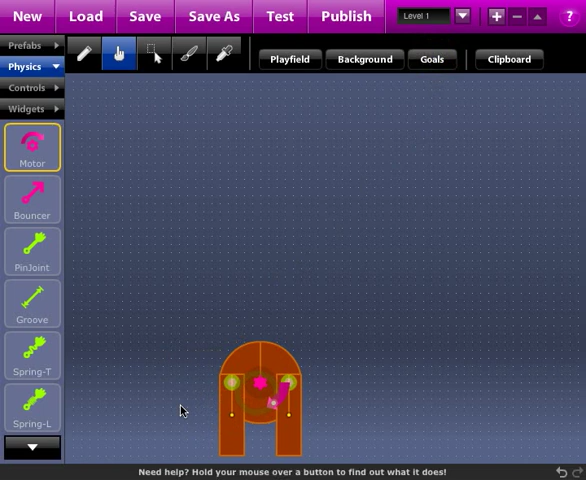 New Load Save Save As Test Publish Level 1 + − ?
Prefabs
Physics
Controls
Widgets
Playfield Background Goals Clipboard
Motor
Bouncer
PinJoint
Groove
Spring-T
Spring-L
Need help? Hold your mouse over a button to find out what it does!